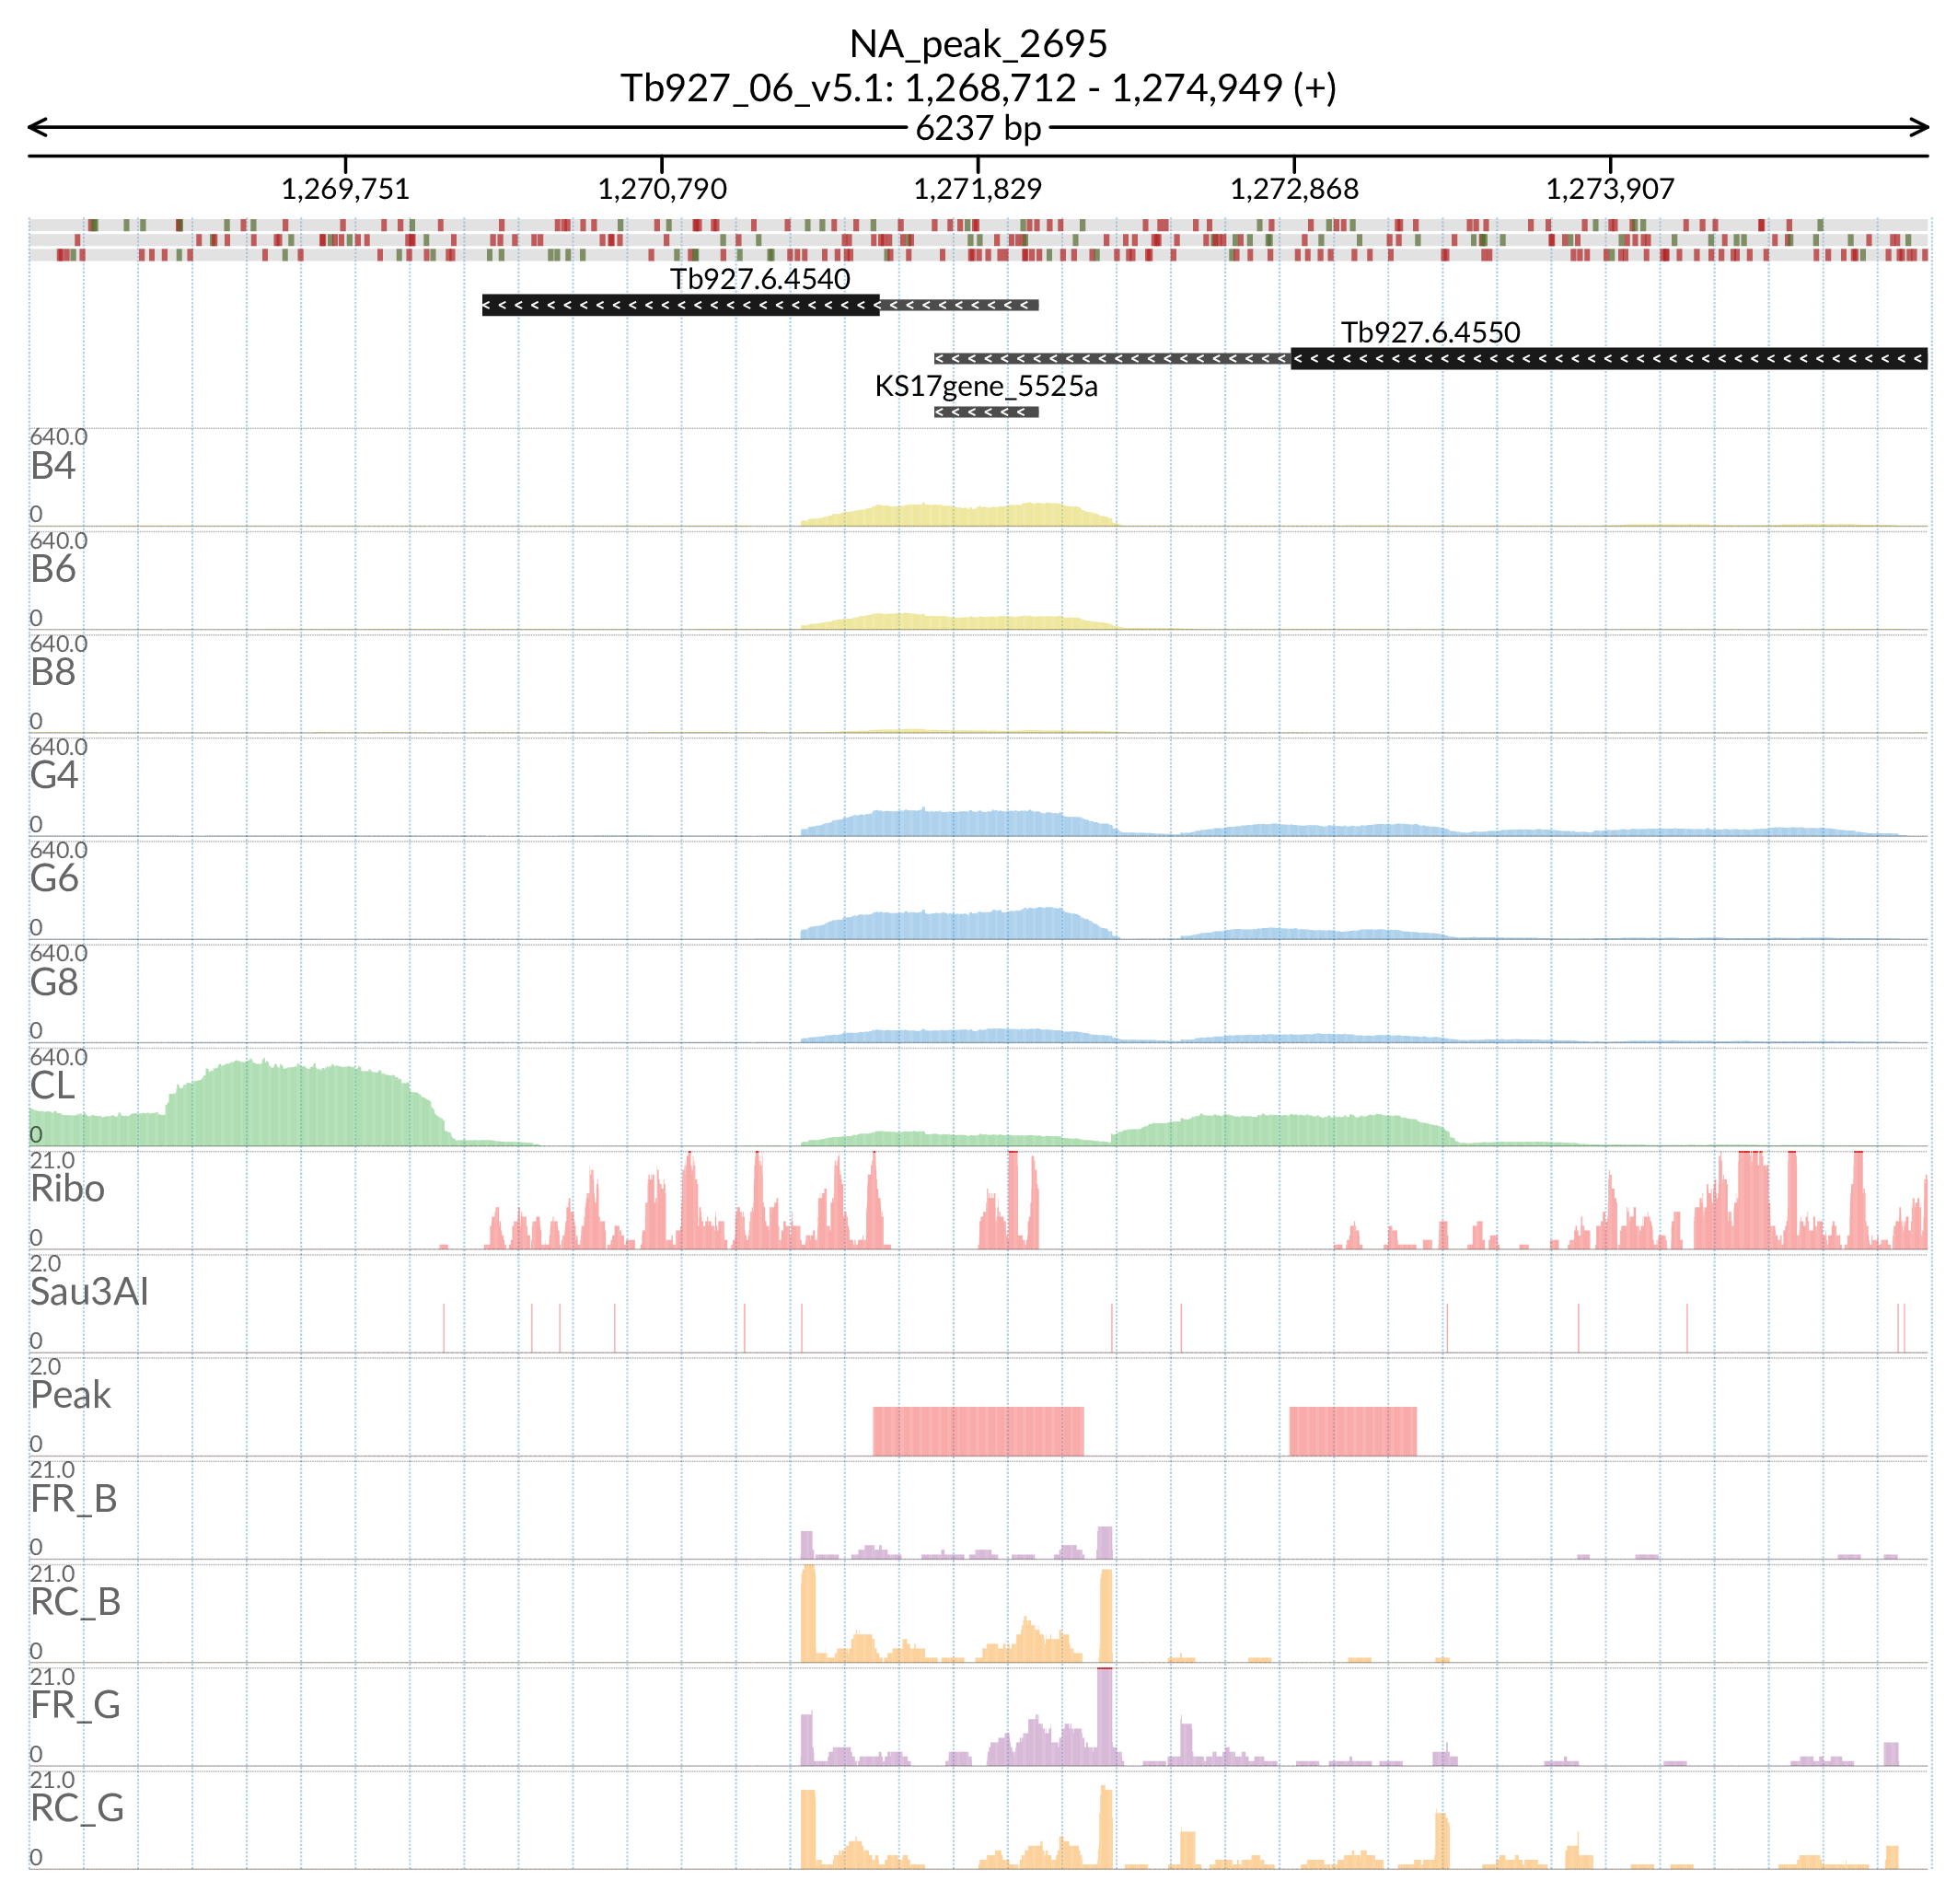 NA_peak_2695
Tb927_06_v5.1: 1,268,712 - 1,274,949 (+)
6237 bp
1,269,751 1,270,790 1,271,829 1,272,868 1,273,907
Tb927.6.4540
Tb927.6.4550
KS17gene_5525a
640.0
B4
0
640.0
B6
0
640.0
B8
0
640.0
G4
0
640.0
G6
0
640.0
G8
0
640.0
CL
0
21.0
Ribo
0
2.0
Sau3AI
0
2.0
Peak
0
21.0
FR_B
0
21.0
RC_B
0
21.0
FR_G
0
21.0
RC_G
0